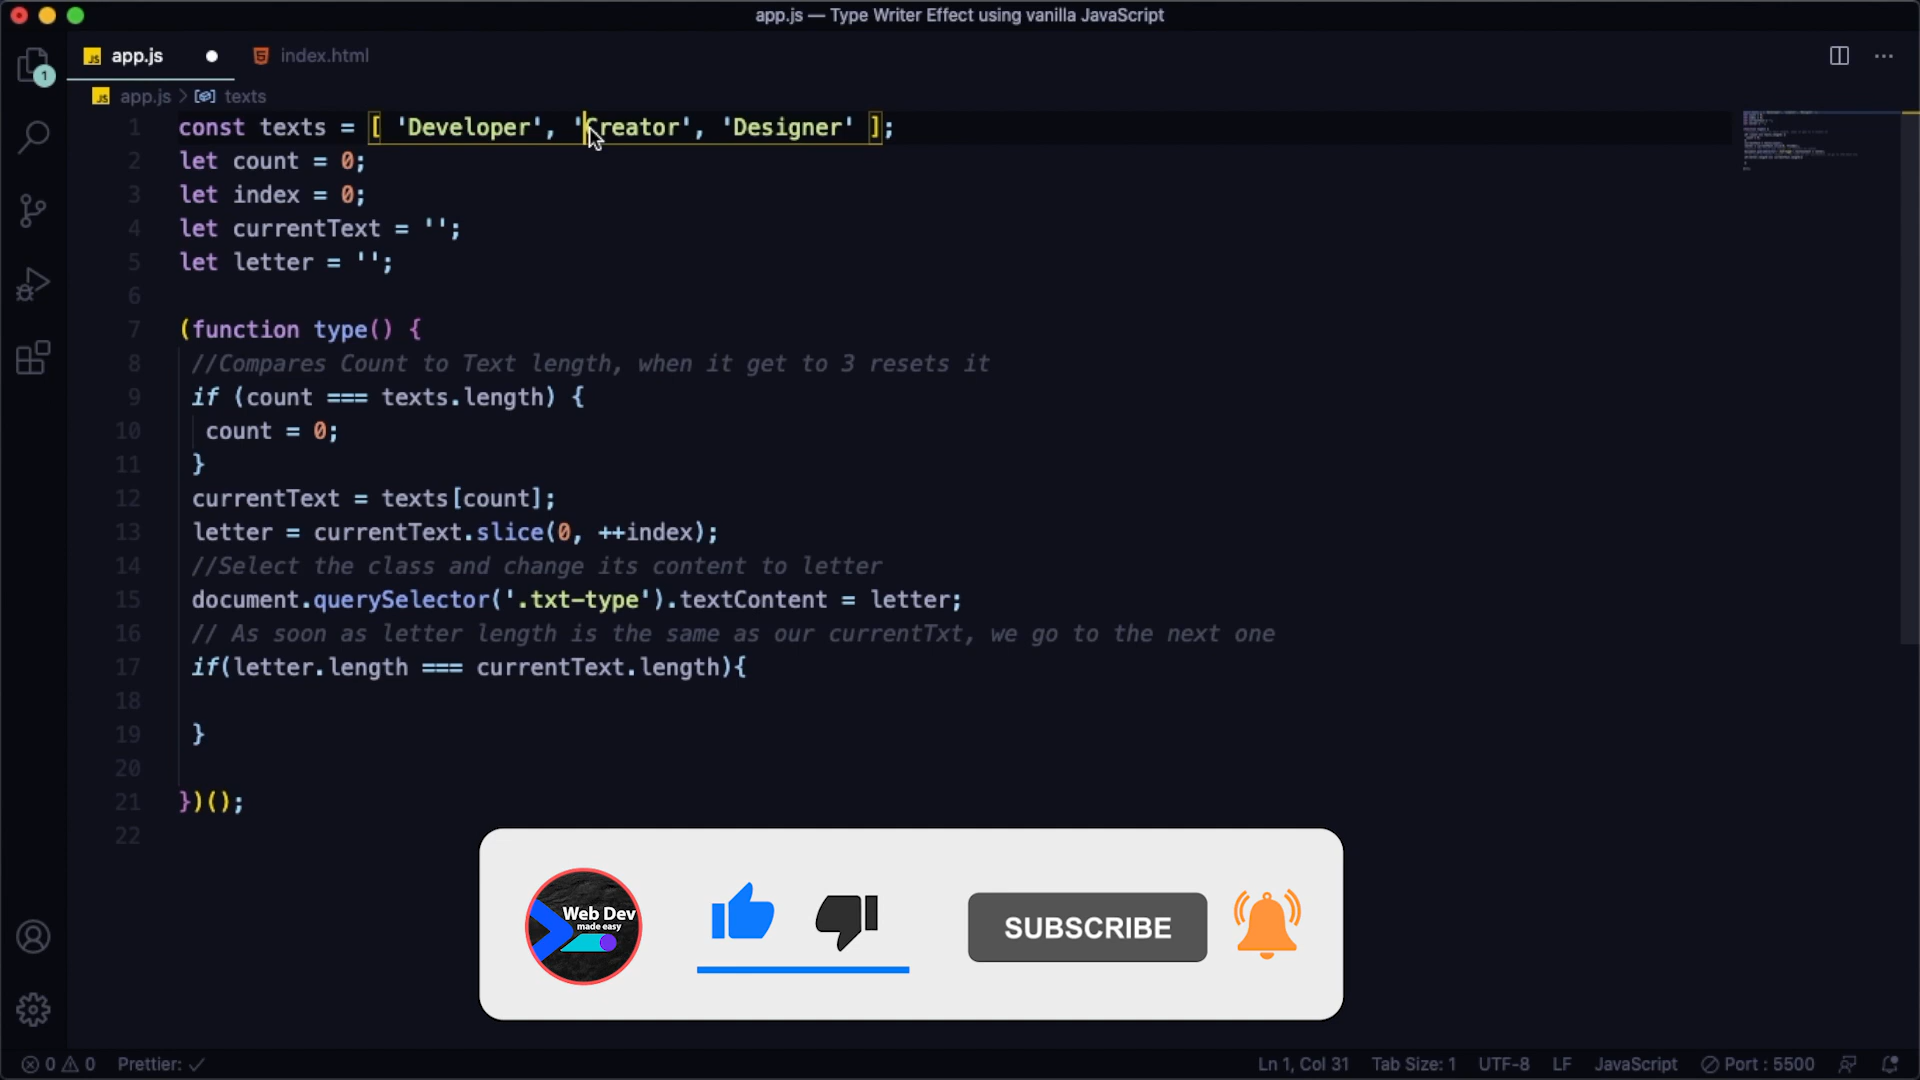 app.js — Type Writer Effect using vanilla JavaScript
1
JS app.js
index.html
JS app.js > texts
1 const texts = [ 'Developer', 'Creator', 'Designer' ];
2 let count = 0;
3 let index = 0;
4 let currentText = '';
5 let letter = '';
6
7 (function type() {
8 //Compares Count to Text length, when it get to 3 resets it
9 if (count === texts.length) {
10 count = 0;
11 }
12 currentText = texts[count];
13 letter = currentText.slice(0, ++index);
14 //Select the class and change its content to letter
15 document.querySelector('.txt-type').textContent = letter;
16 // As soon as letter length is the same as our currentTxt, we go to the next one
17 if(letter.length === currentText.length){
18
19 }
20
21 })();
22
Web Dev
made easy
SUBSCRIBE
0 0 Prettier: ✓
Ln 1, Col 31 Tab Size: 1 UTF-8 LF JavaScript Port : 5500